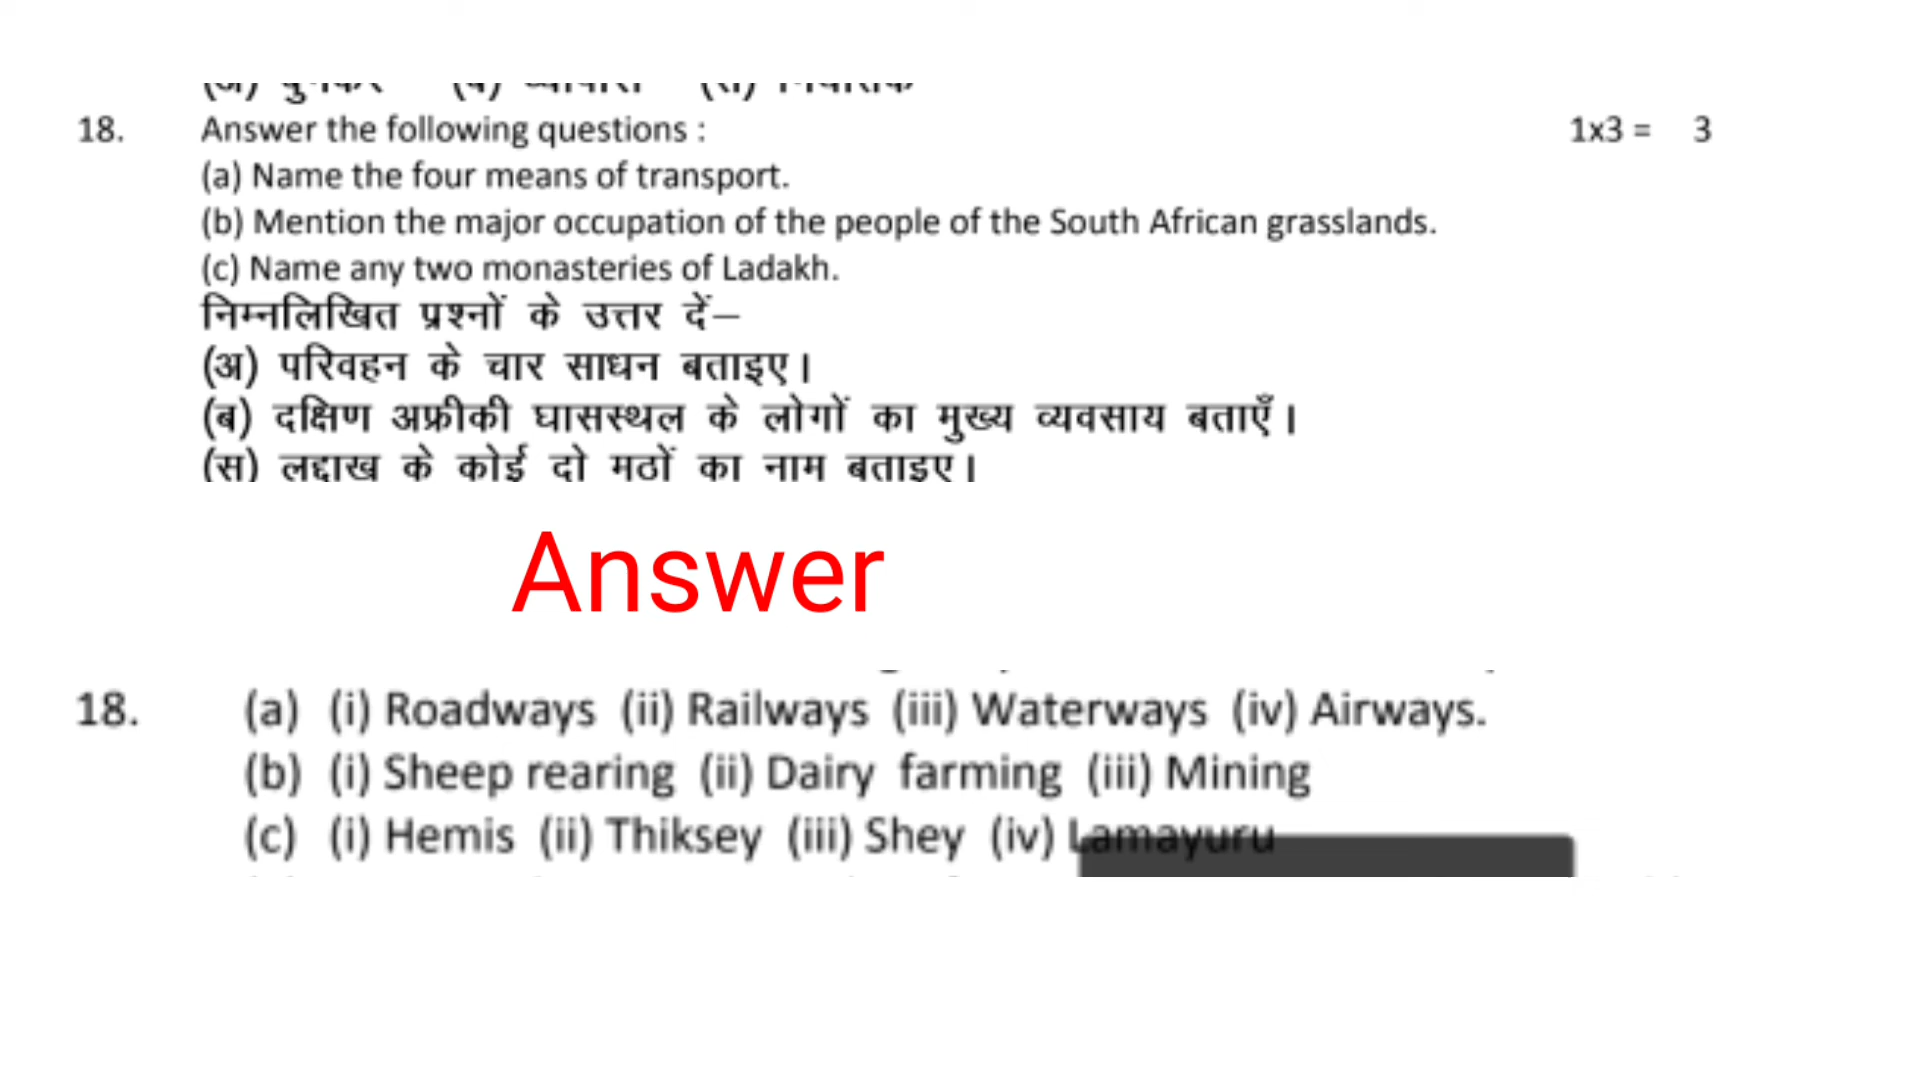 18. Answer the following questions : 1x3 = 3
(a) Name the four means of transport.
(b) Mention the major occupation of the people of the South African grasslands.
(c) Name any two monasteries of Ladakh.
निम्नलिखित प्रश्नों के उत्तर दें–
(अ) परिवहन के चार साधन बताइए।
(ब) दक्षिण अफ्रीकी घासस्थल के लोगों का मुख्य व्यवसाय बताएँ।
(स) लद्दाख के कोई दो मठों का नाम बताइए।
Answer
18. (a) (i) Roadways (ii) Railways (iii) Waterways (iv) Airways.
(b) (i) Sheep rearing (ii) Dairy farming (iii) Mining
(c) (i) Hemis (ii) Thiksey (iii) Shey (iv) Lamayuru